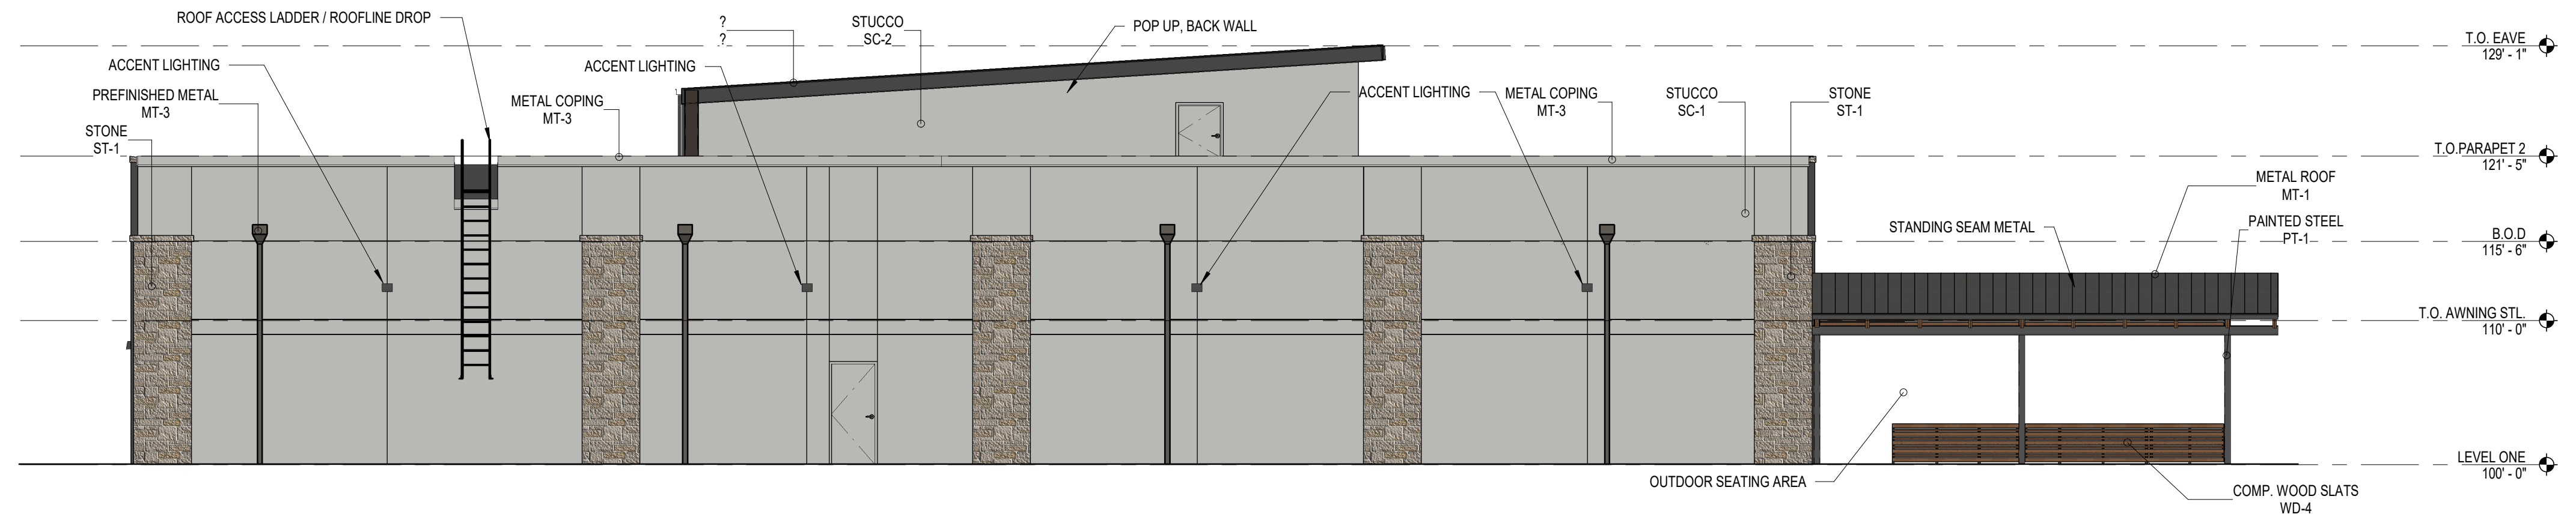 ROOF ACCESS LADDER / ROOFLINE DROP
?
?
STUCCO
SC-2
POP UP, BACK WALL
T.O. EAVE
129' - 1"
ACCENT LIGHTING
ACCENT LIGHTING
ACCENT LIGHTING
PREFINISHED METAL
MT-3
METAL COPING
MT-3
METAL COPING
MT-3
STUCCO
SC-1
STONE
ST-1
STONE
ST-1
T.O.PARAPET 2
121' - 5"
METAL ROOF
MT-1
STANDING SEAM METAL
PAINTED STEEL
PT-1
B.O.D
115' - 6"
T.O. AWNING STL.
110' - 0"
LEVEL ONE
100' - 0"
OUTDOOR SEATING AREA
COMP. WOOD SLATS
WD-4